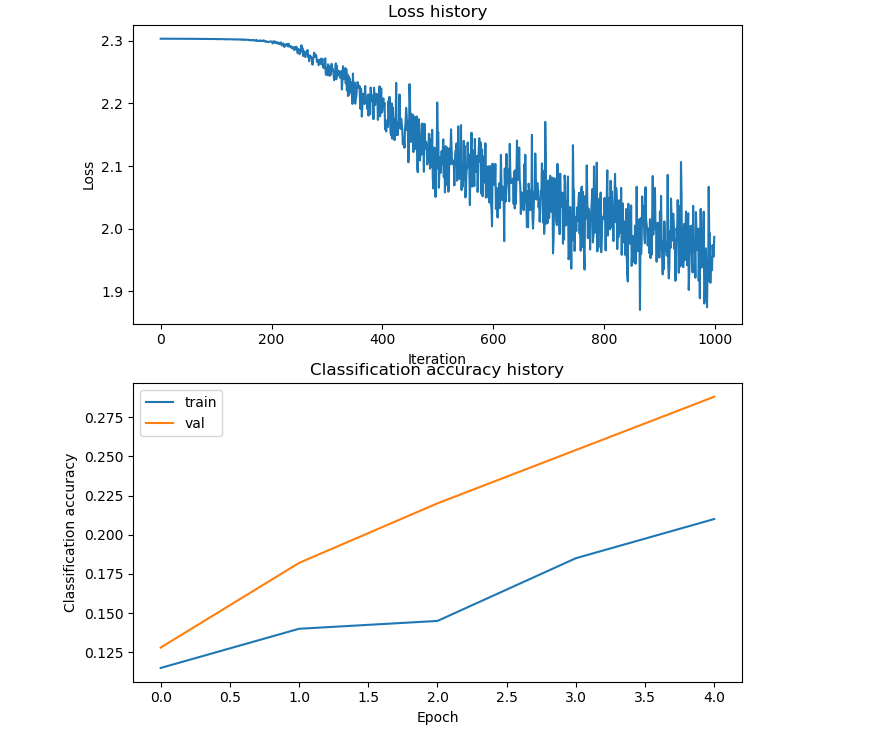 Loss history
2.3
2.2
2.1
2.0
1.9
Loss
0 200 400 600 800 1000
Iteration
Classification accuracy history
train
val
0.275
0.250
0.225
0.200
0.175
0.150
0.125
Classification accuracy
0.0 0.5 1.0 1.5 2.0 2.5 3.0 3.5 4.0
Epoch